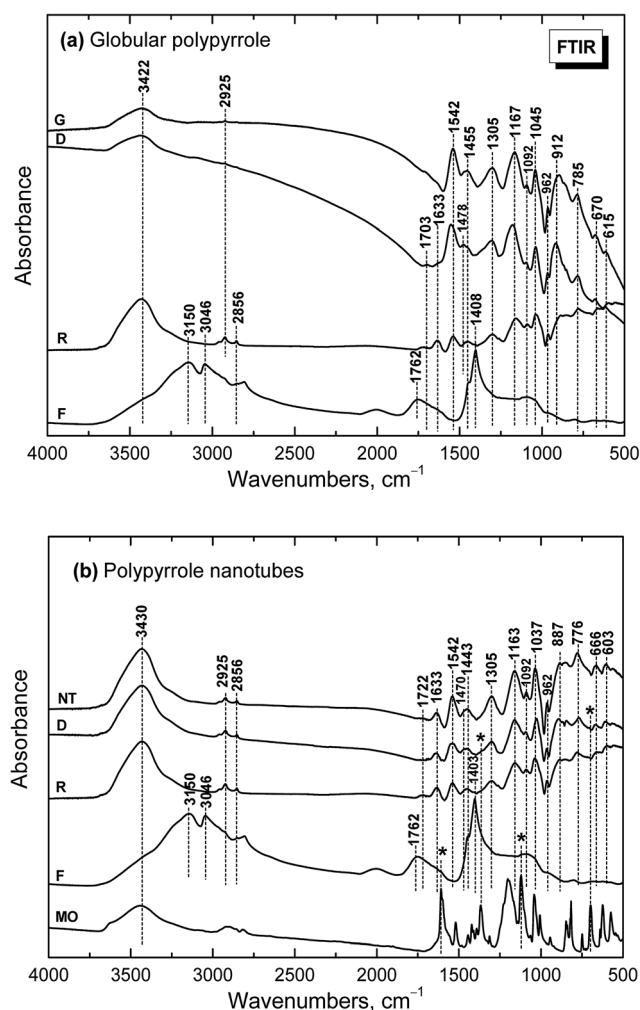 (a) Globular polypyrrole
FTIR
3422
2925
1542
1455
1305
1167
1092
1045
962
912
785
670
615
G
D
1703
1633
1478
R
3150
3046
2856
1408
1762
F
Absorbance
4000 3500 3000 2500 2000 1500 1000 500
Wavenumbers, cm⁻¹
(b) Polypyrrole nanotubes
3430
2925
2856
1722
1633
1542
1470
1443
1305
1163
1092
1037
962
887
776
666
603
NT
D
*
*
R
3150
3046
1403
1762
*
*
F
MO
Absorbance
4000 3500 3000 2500 2000 1500 1000 500
Wavenumbers, cm⁻¹